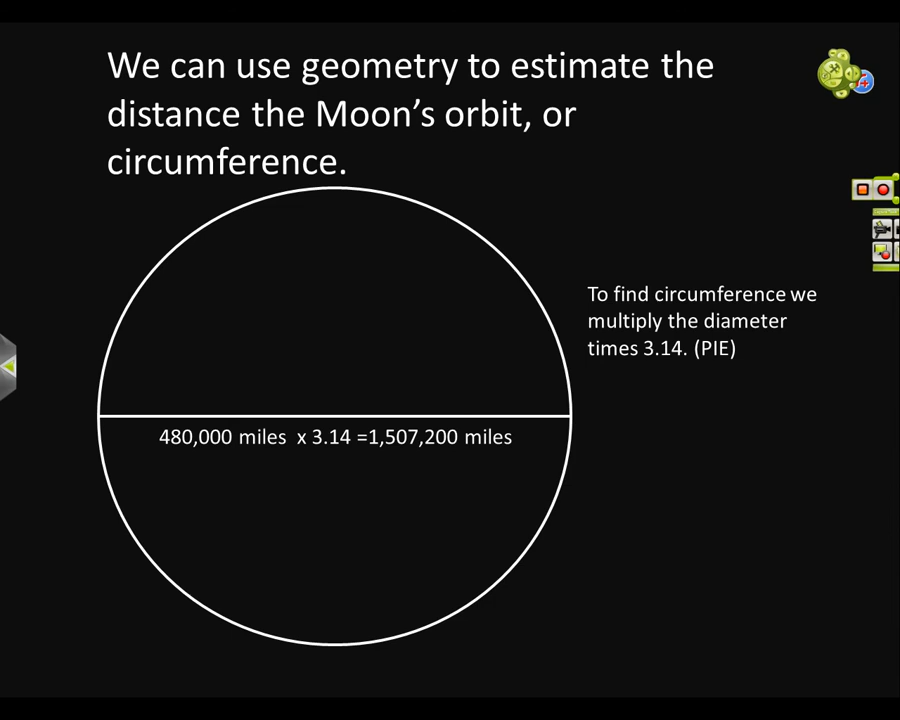 We can use geometry to estimate the
distance the Moon’s orbit, or
circumference.
To find circumference we
multiply the diameter
times 3.14. (PIE)
480,000 miles  x 3.14 =1,507,200 miles